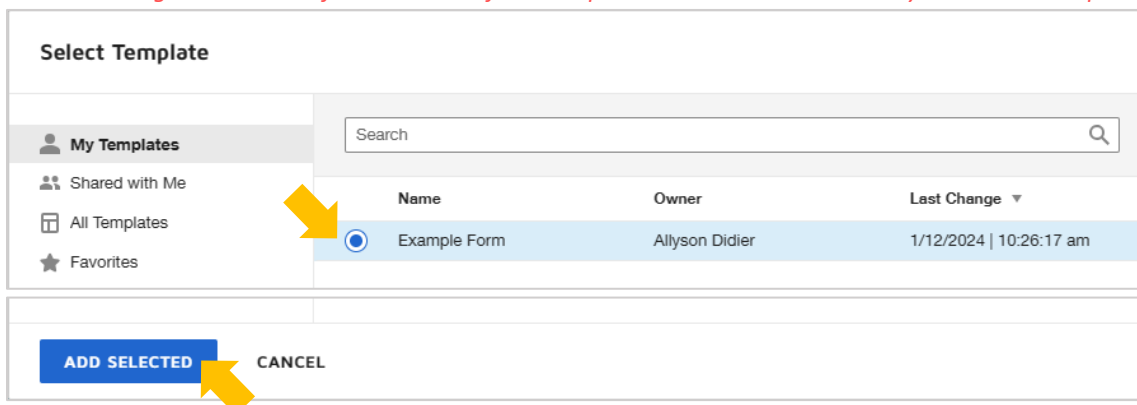 Select Template
My Templates
Shared with Me
All Templates
Favorites
Search
Name Owner Last Change
Example Form Allyson Didier 1/12/2024 | 10:26:17 am
ADD SELECTED CANCEL